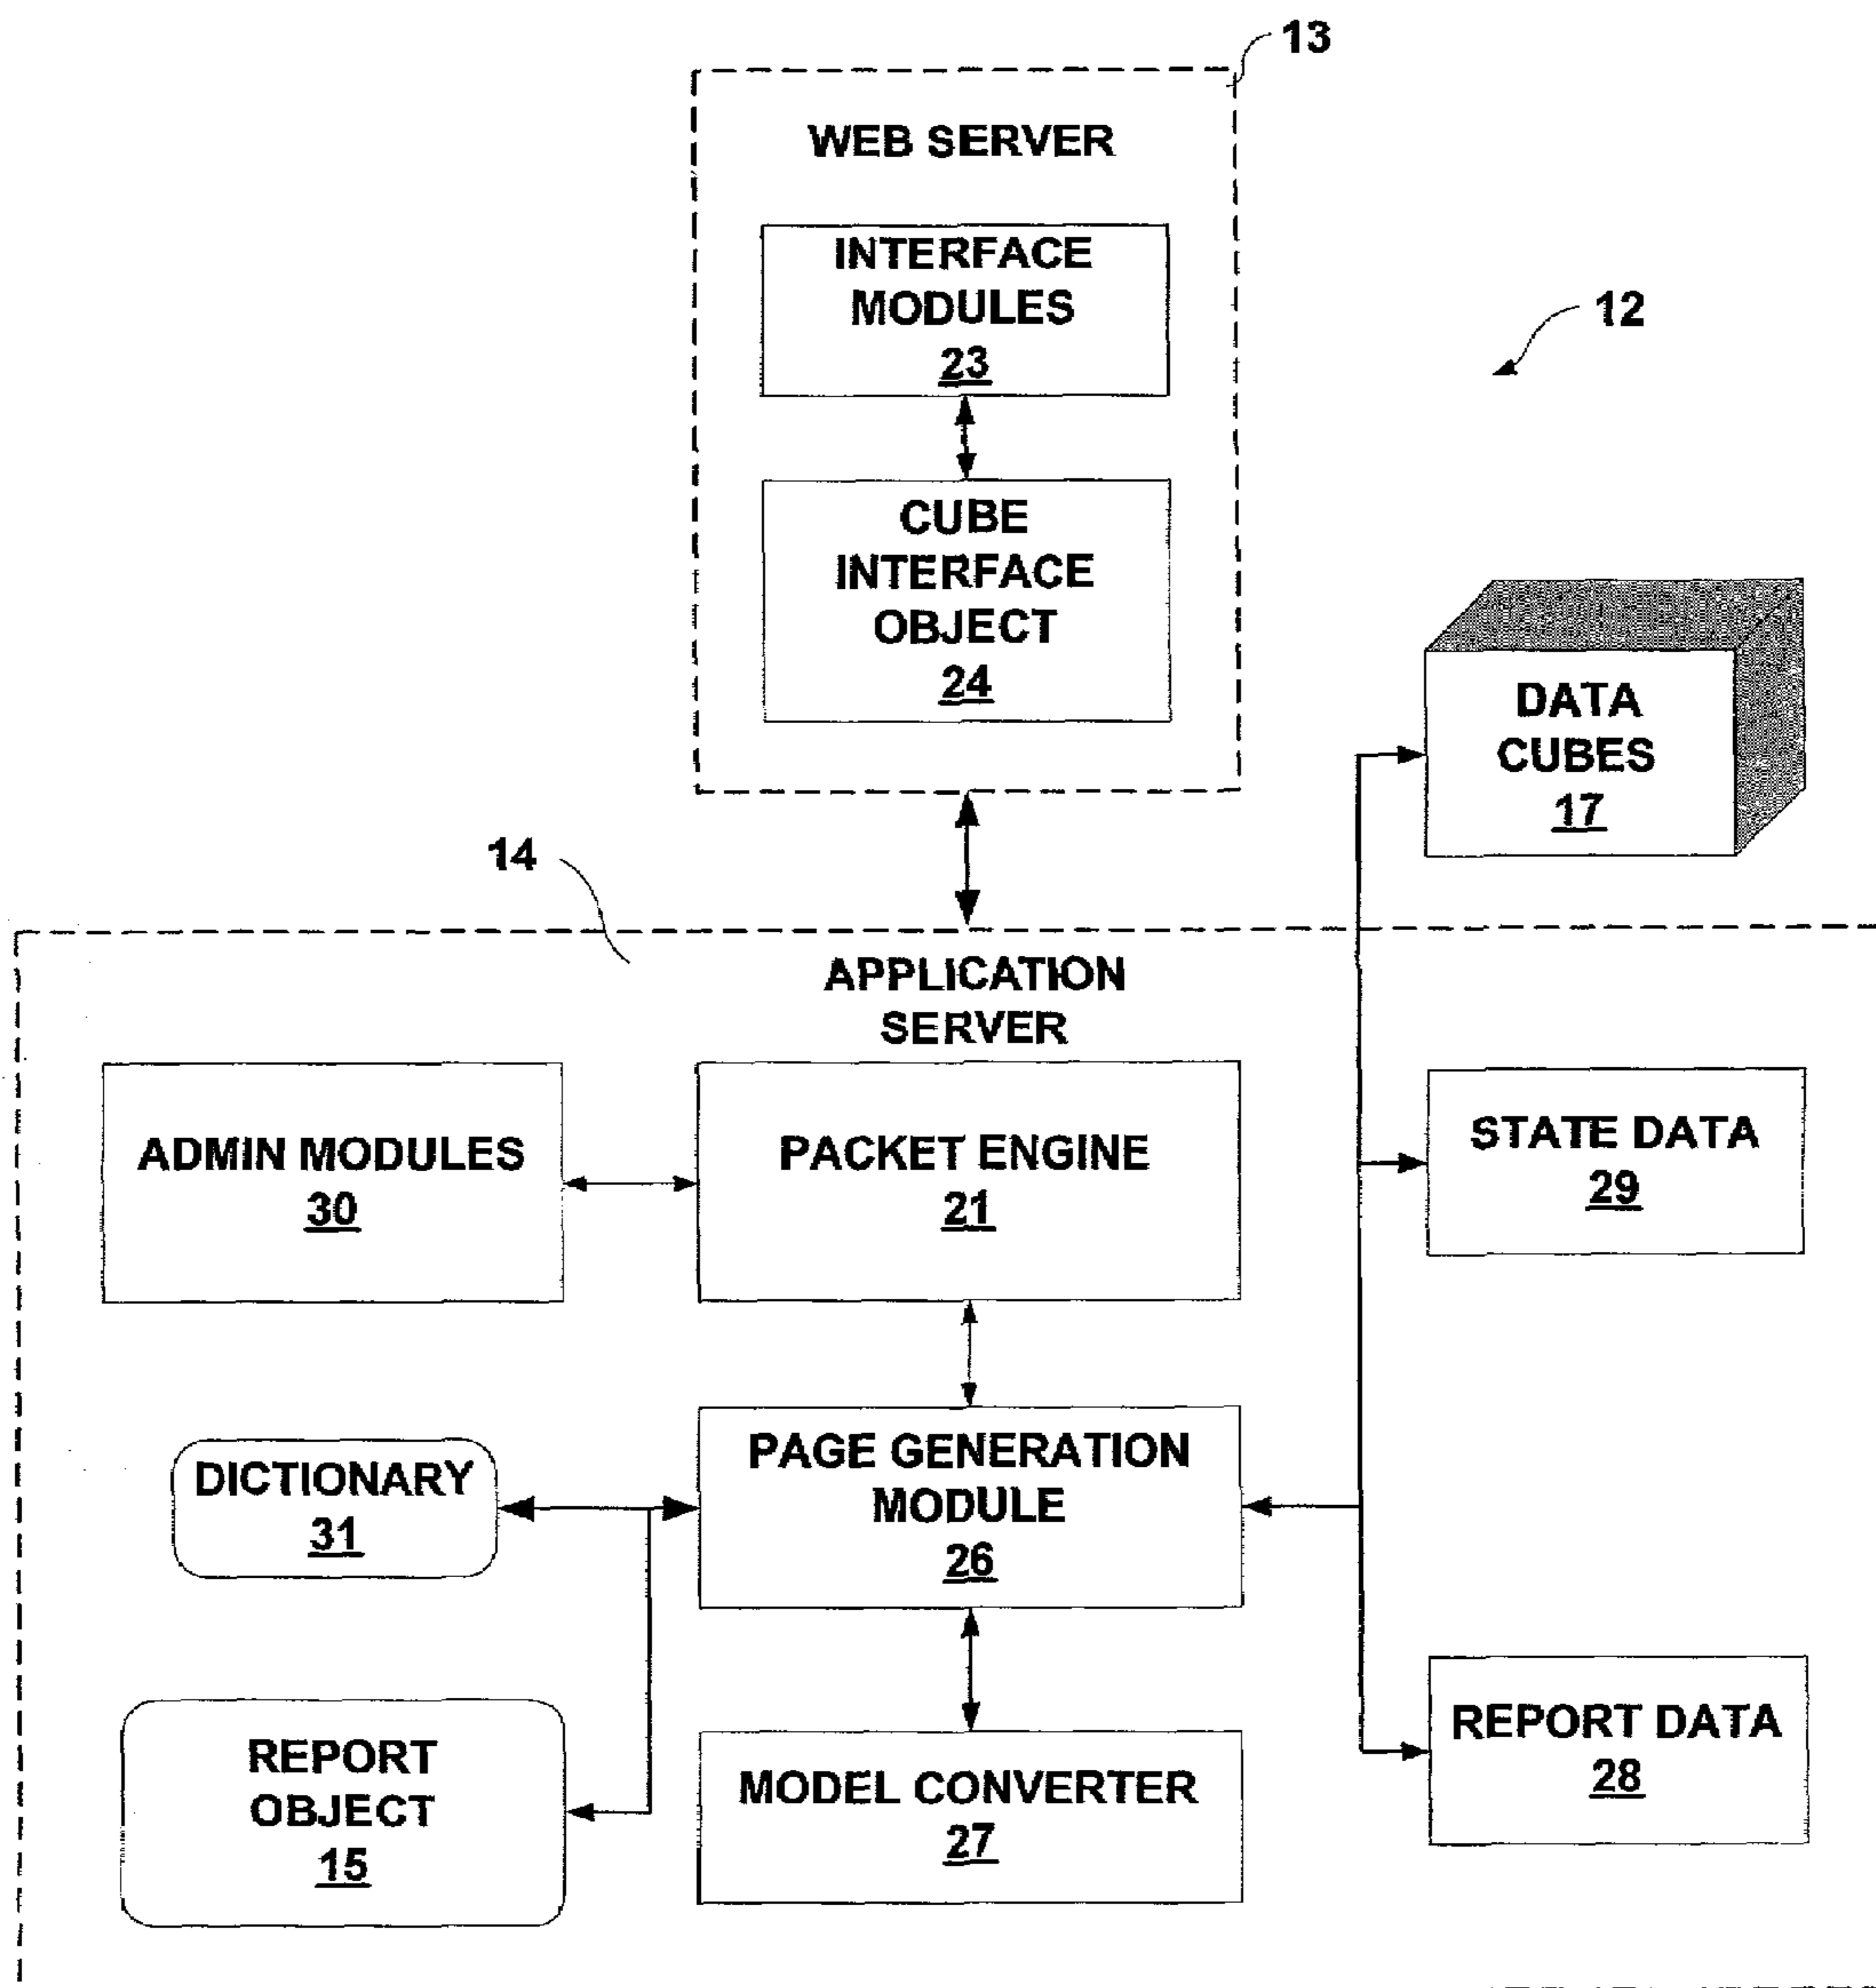 13
WEB SERVER
INTERFACE
MODULES
23
12
CUBE
INTERFACE
OBJECT
24
DATA
CUBES
17
14
APPLICATION
SERVER
ADMIN MODULES
30
PACKET ENGINE
21
STATE DATA
29
DICTIONARY
31
PAGE GENERATION
MODULE
26
REPORT
OBJECT
15
MODEL CONVERTER
27
REPORT DATA
28